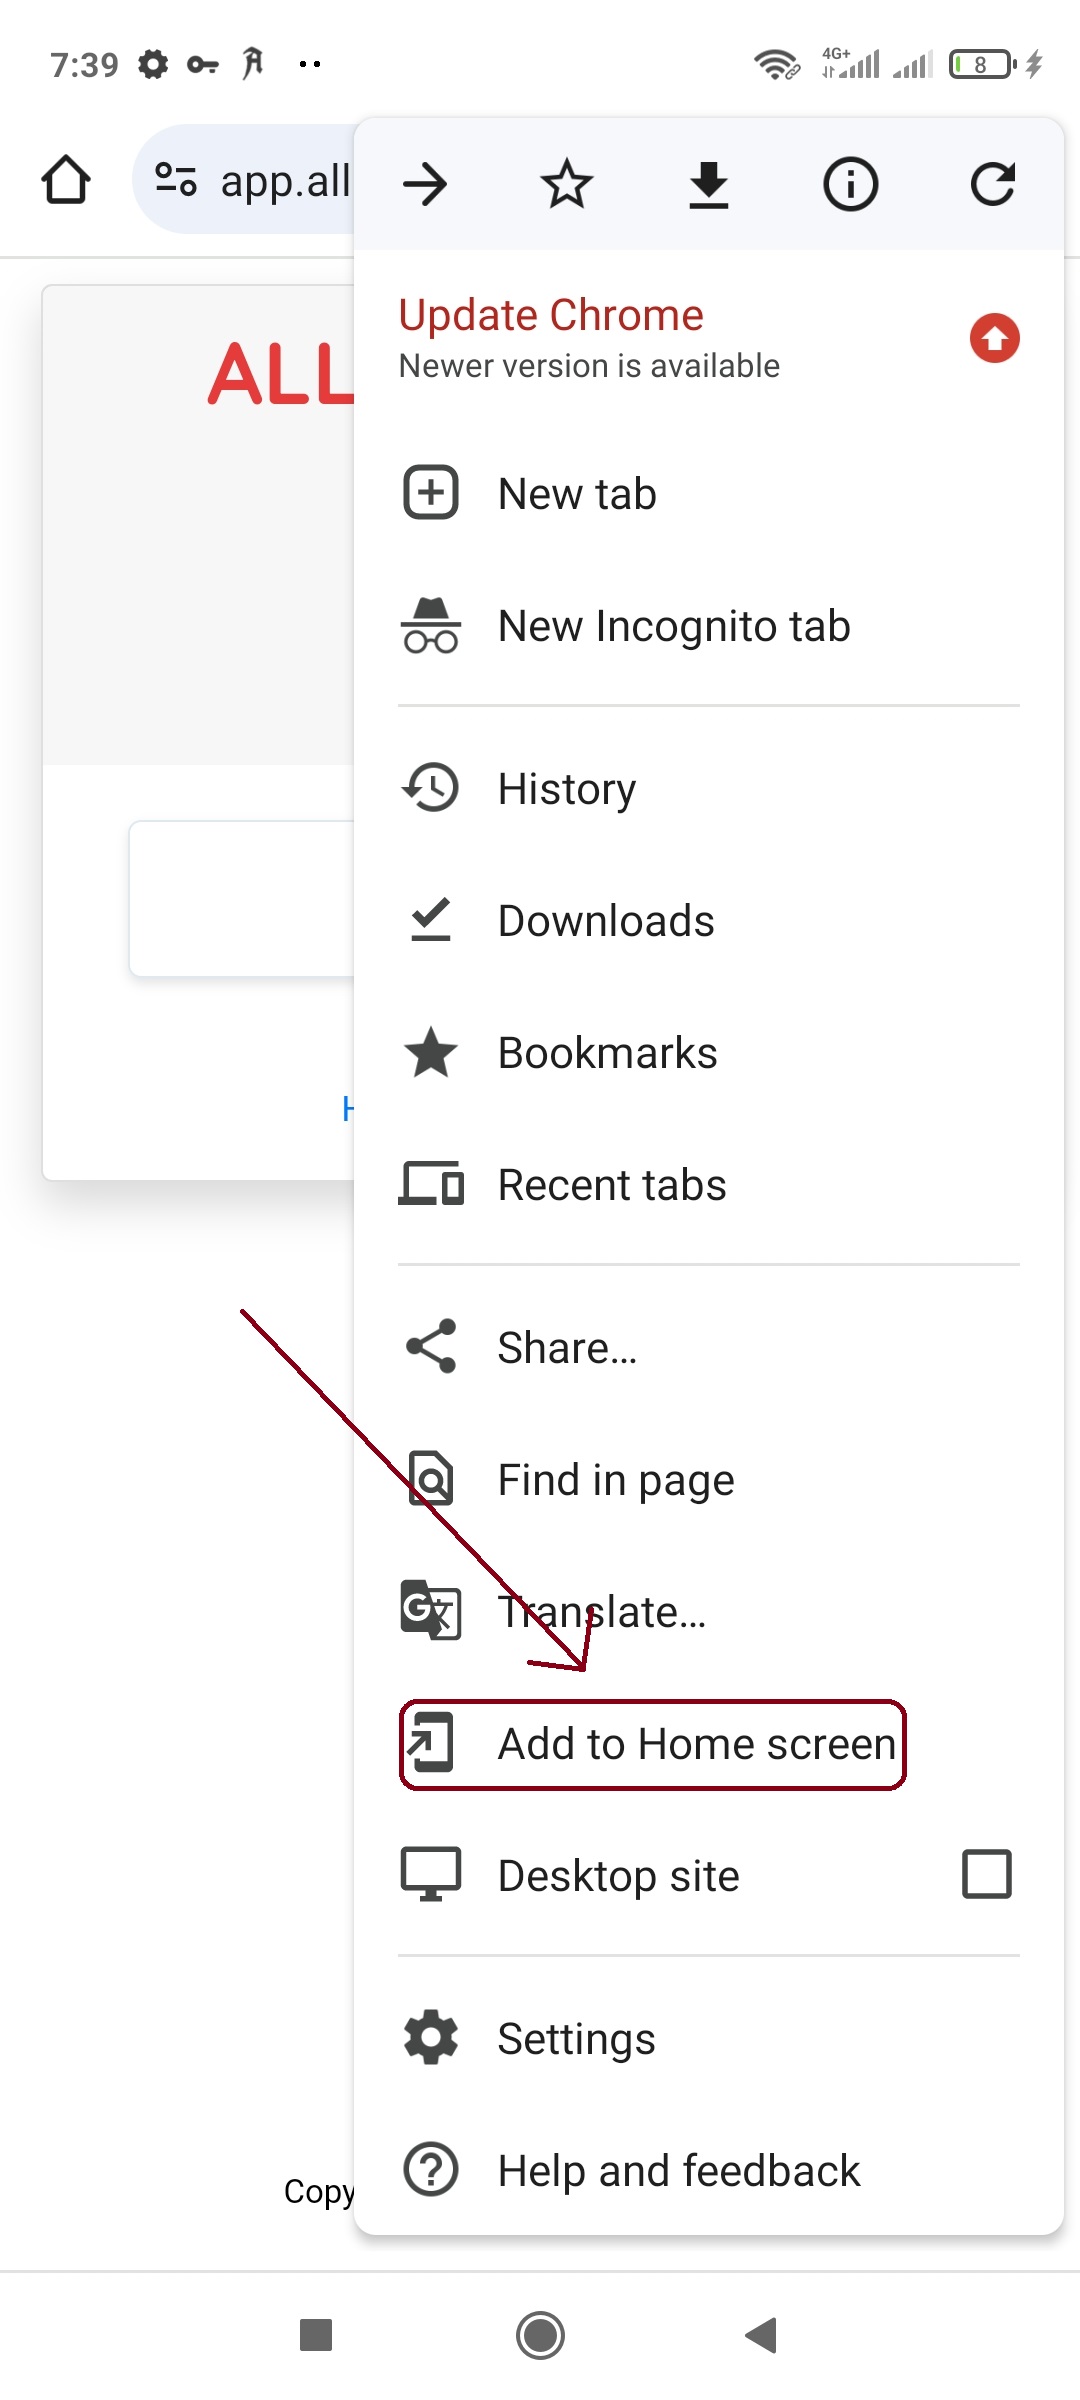 7:39
4G+
8
app.all
Update Chrome
Newer version is available
ALL
New tab
New Incognito tab
History
Downloads
Bookmarks
H
Recent tabs
Share...
Find in page
Translate...
Add to Home screen
Desktop site
Settings
Help and feedback
Copy